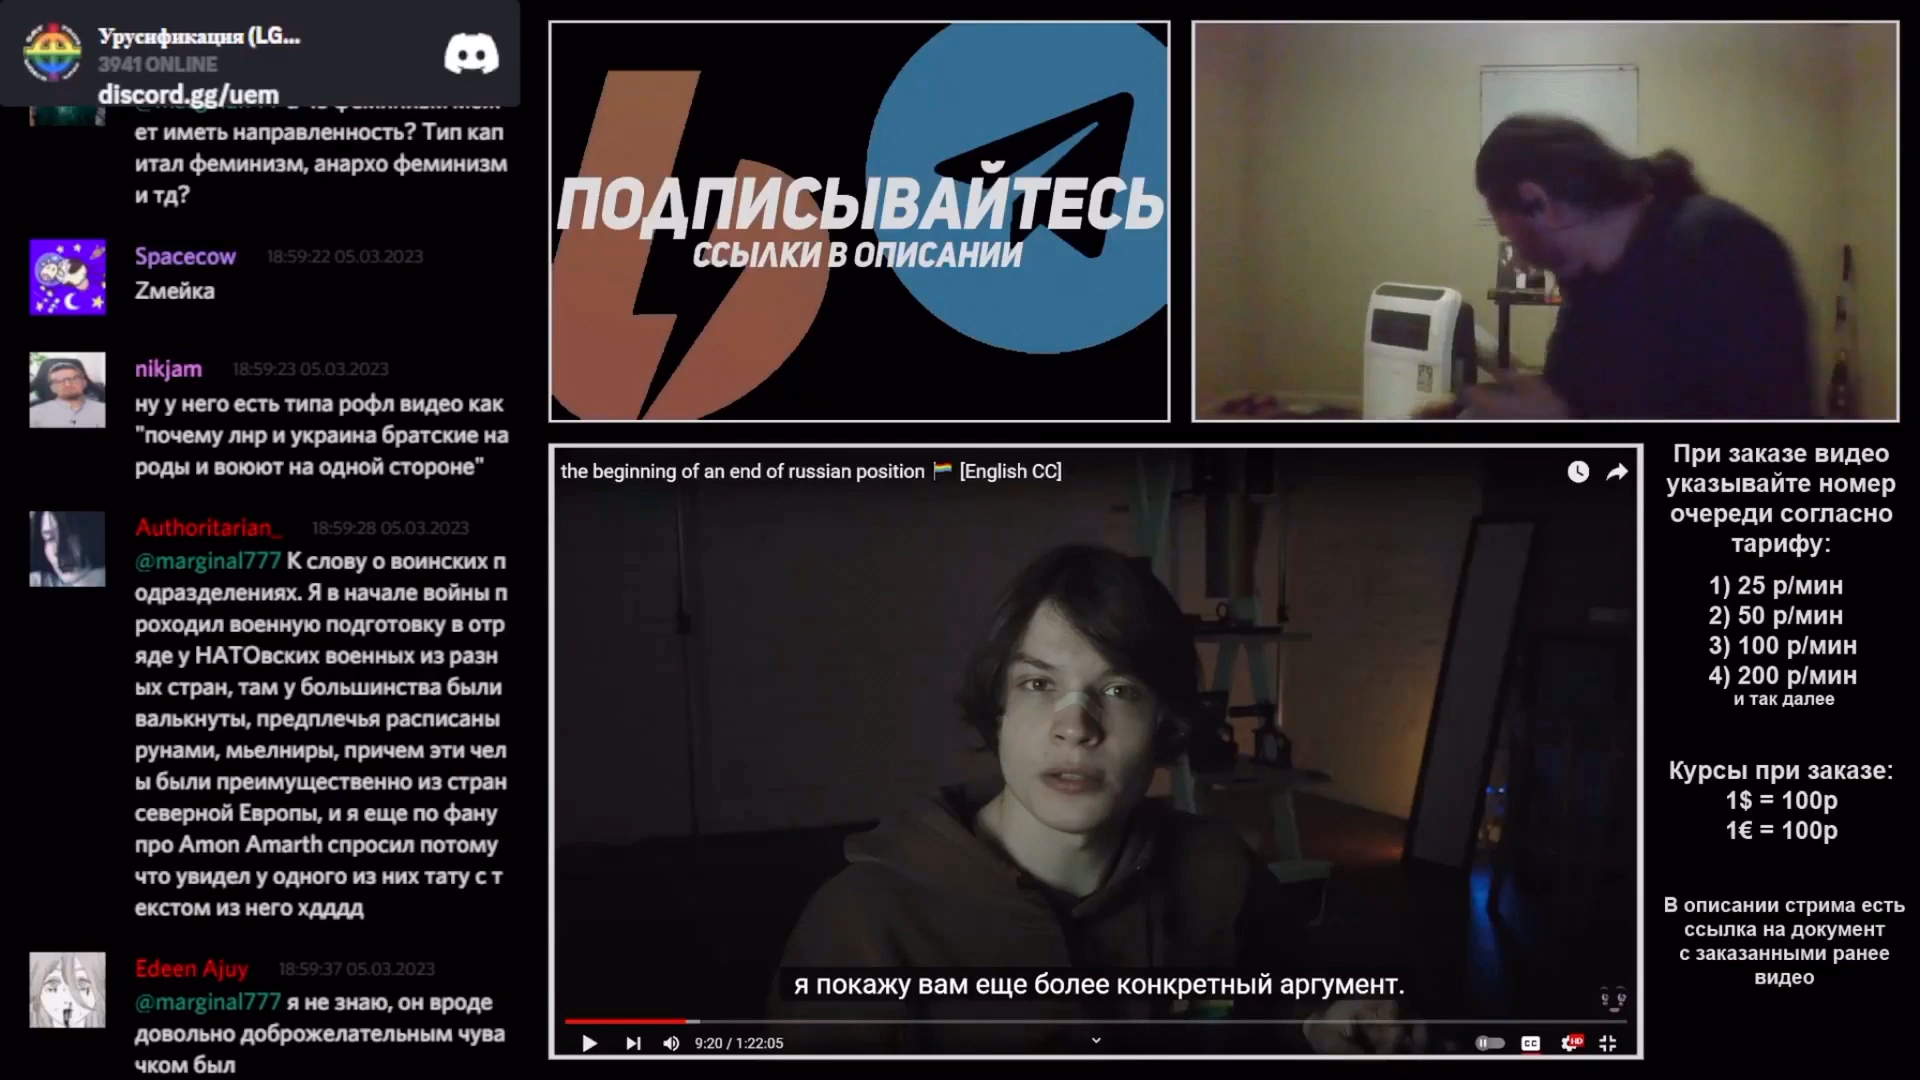 Урусификация (LG...
3941 ONLINE
discord.gg/uem
ет иметь направленность? Тип кап
итал феминизм, анархо феминизм
и тд?
Spacecow 18:59:22 05.03.2023
Zмейка
nikjam 18:59:23 05.03.2023
ну у него есть типа рофл видео как
"почему лнр и украина братские на
роды и воюют на одной стороне"
Authoritarian_ 18:59:28 05.03.2023
@marginal777 К слову о воинских п
одразделениях. Я в начале войны п
роходил военную подготовку в отр
яде у НАТОвских военных из разн
ых стран, там у большинства были
валькнуты, предплечья расписаны
рунами, мьелниры, причем эти чел
ы были преимущественно из стран
северной Европы, и я еще по фану
про Amon Amarth спросил потому
что увидел у одного из них тату с т
екстом из него хдддд
Edeen Ajuy 18:59:37 05.03.2023
@marginal777 я не знаю, он вроде
довольно доброжелательным чува
чком был
ПОДПИСЫВАЙТЕСЬ
ССЫЛКИ В ОПИСАНИИ
the beginning of an end of russian position 🏳️‍🌈 [English CC]
я покажу вам еще более конкретный аргумент.
9:20 / 1:22:05
CC
HD
При заказе видео
указывайте номер
очереди согласно
тарифу:
1) 25 р/мин
2) 50 р/мин
3) 100 р/мин
4) 200 р/мин
и так далее
Курсы при заказе:
1$ = 100р
1€ = 100р
В описании стрима есть
ссылка на документ
с заказанными ранее
видео